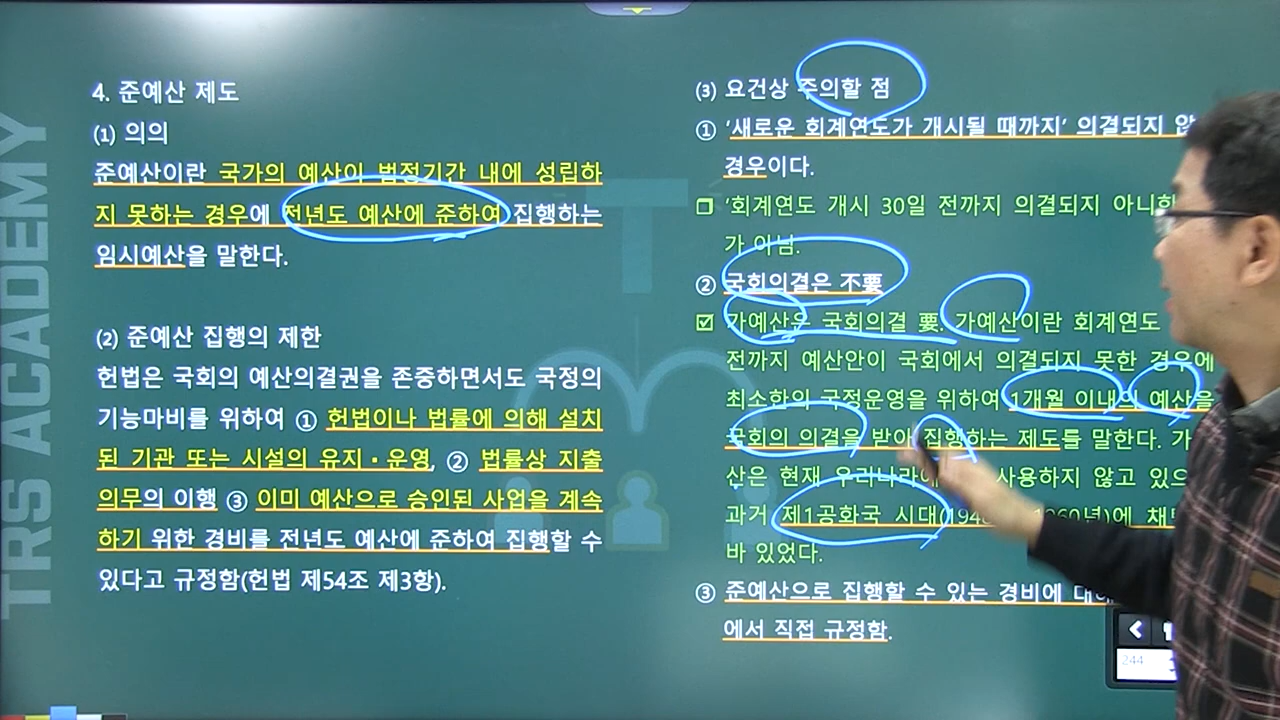 TRS ACADEMY
4. 준예산 제도
(1) 의의
준예산이란 국가의 예산이 법정기간 내에 성립하
지 못하는 경우에 전년도 예산에 준하여 집행하는
임시예산을 말한다.
(2) 준예산 집행의 제한
헌법은 국회의 예산의결권을 존중하면서도 국정의
기능마비를 위하여 ① 헌법이나 법률에 의해 설치
된 기관 또는 시설의 유지・운영, ② 법률상 지출
의무의 이행 ③ 이미 예산으로 승인된 사업을 계속
하기 위한 경비를 전년도 예산에 준하여 집행할 수
있다고 규정함(헌법 제54조 제3항).
(3) 요건상 주의할 점
① ‘새로운 회계연도가 개시될 때까지’ 의결되지
경우이다.
❐ ‘회계연도 개시 30일 전까지 의결되지
가 아님.
② 국회의결은 不要
☑ 가예산은 국회의결 要. 가예산이란 회계연도
전까지 예산안이 국회에서 의결되지 못한 경우에
최소한의 국정운영을 위하여 1개월 이내의 예산을
국회의 의결을 받아 집행하는 제도를 말한다.
산은 현재 사용하지 않고
과거 제1공화국 시대
바 있었다.
③ 준예산으로 집행할 수 있는 경비에
에서 직접 규정함.
244